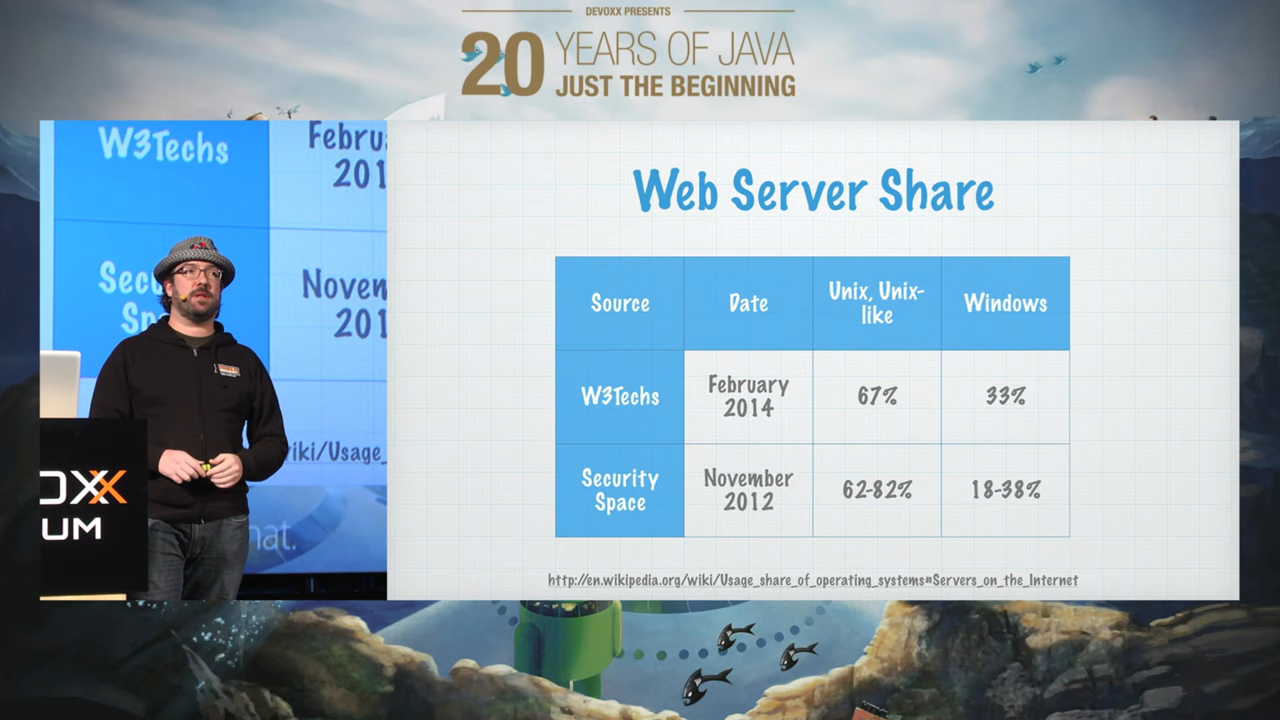 DEVOXX PRESENTS
20 YEARS OF JAVA
JUST THE BEGINNING
W3Techs
Febru
201
Secu
Sp
Novem
201
iki/Usage_
hat.
OXX
UM
Web Server Share
Source
Date
Unix, Unix-
like
Windows
W3Techs
February
2014
67%
33%
Security
Space
November
2012
62-82%
18-38%
http://en.wikipedia.org/wiki/Usage_share_of_operating_systems#Servers_on_the_Internet